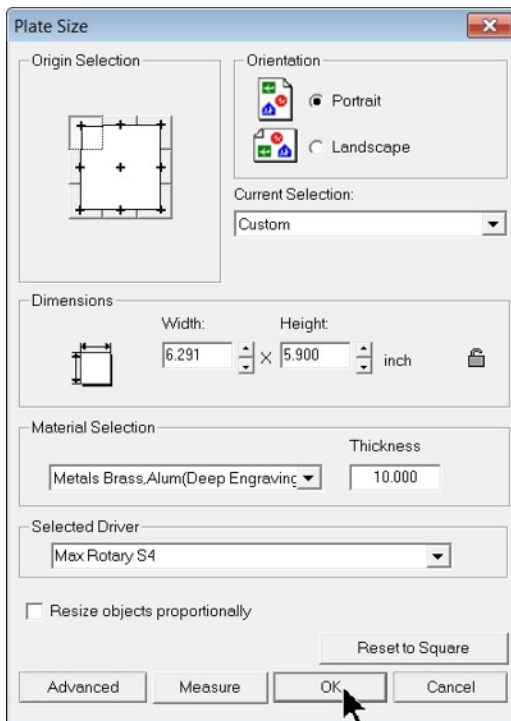 Plate Size
Origin Selection
Orientation
Portrait
Landscape
Current Selection:
Custom
Dimensions
Width:
Height:
6.291
X
5.900
inch
Material Selection
Thickness
Metals Brass,Alum(Deep Engraving
10.000
Selected Driver
Max Rotary S4
Resize objects proportionally
Reset to Square
Advanced
Measure
OK
Cancel